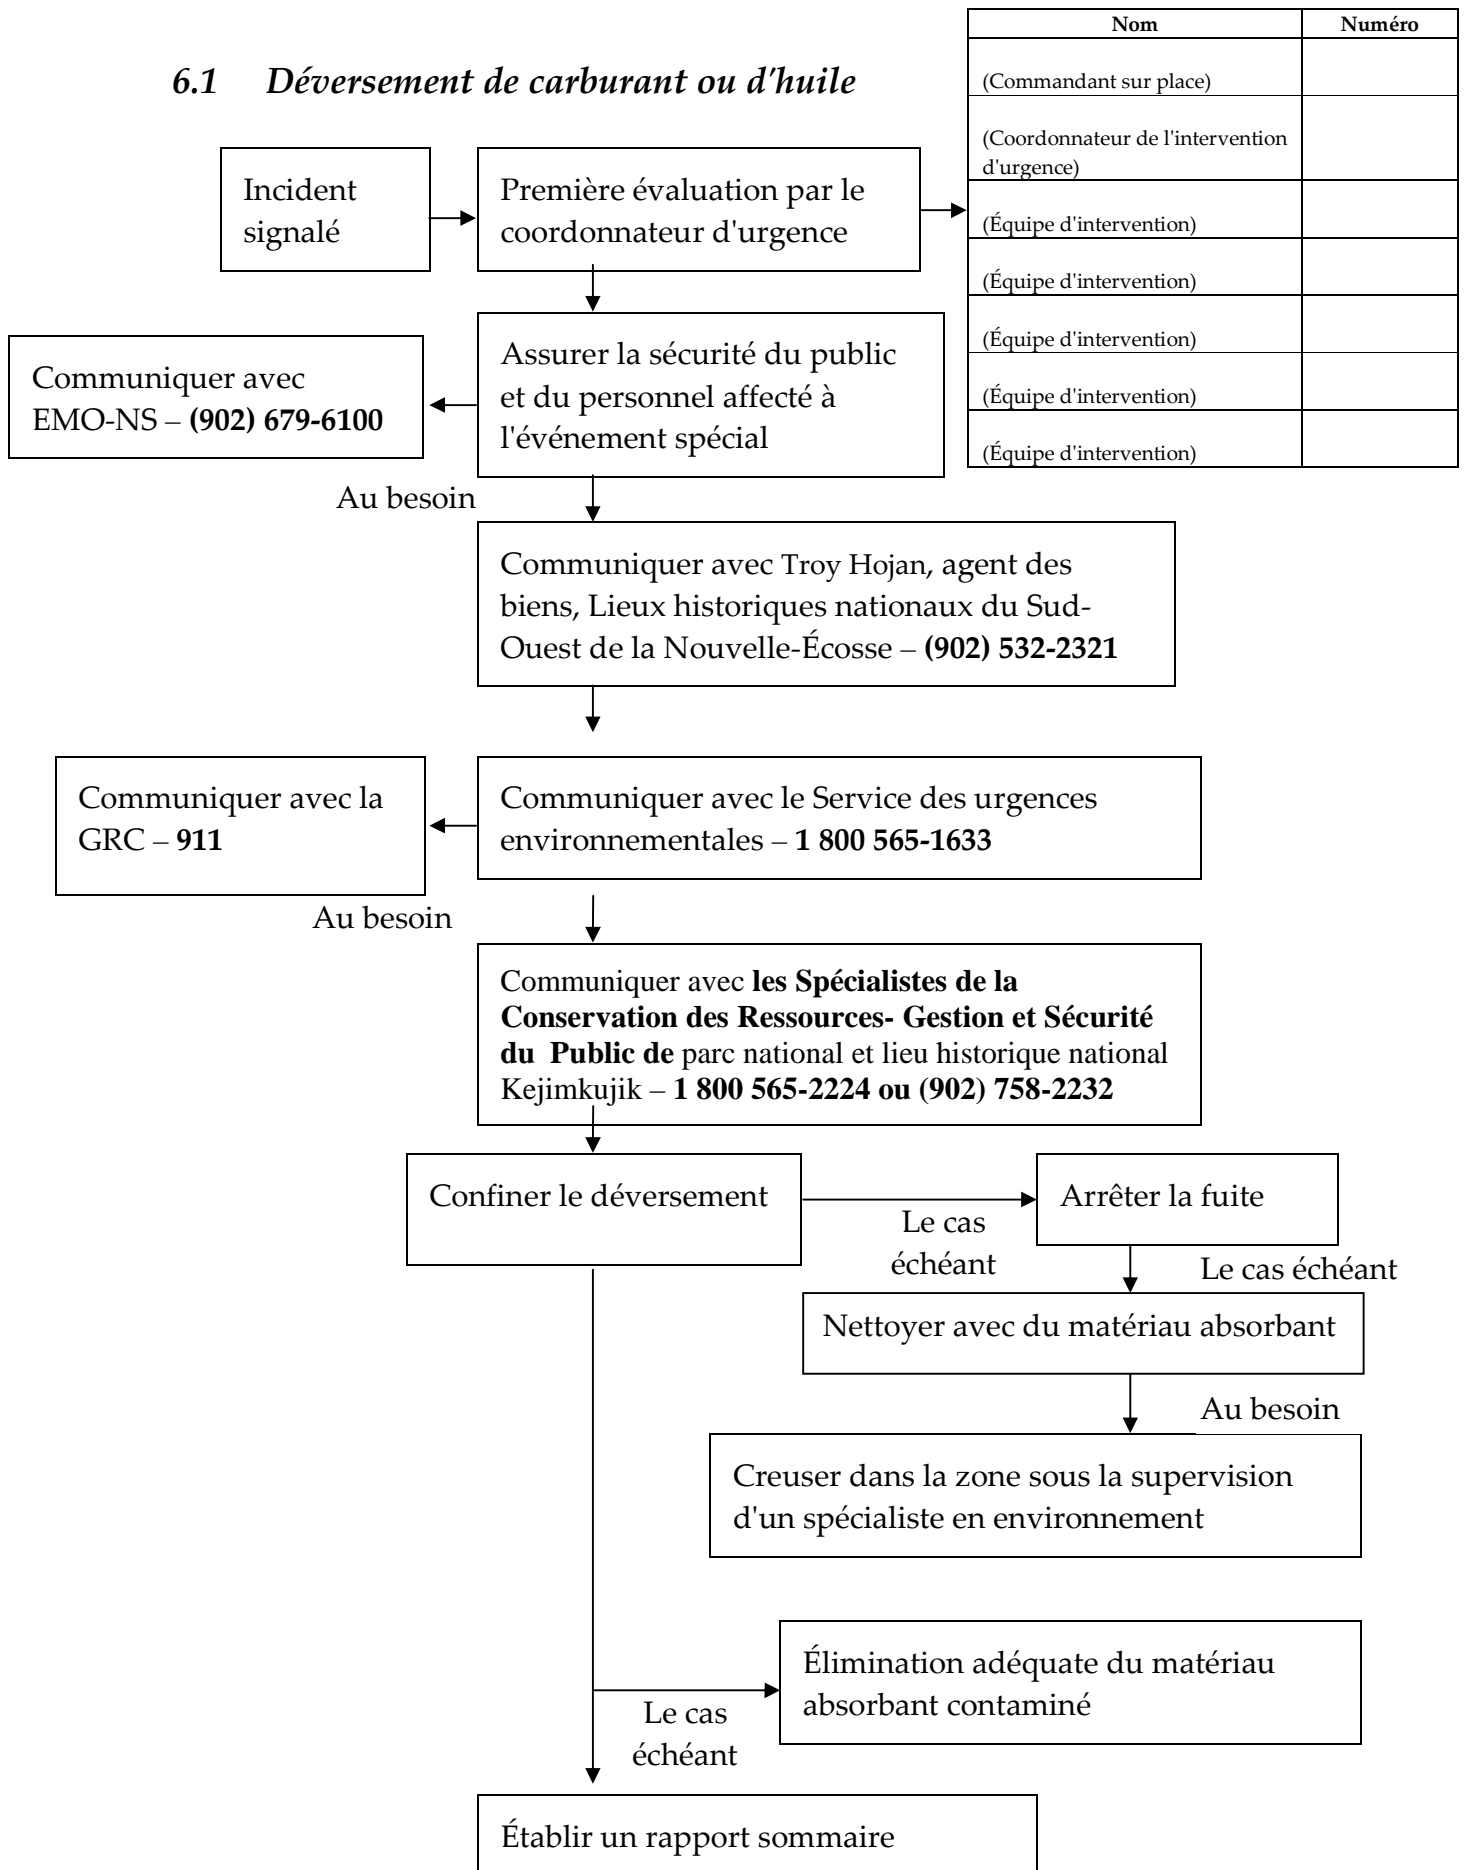 6.1 Déversement de carburant ou d'huile
Nom Numéro
(Commandant sur place)
(Coordonnateur de l'intervention
d'urgence)
(Équipe d'intervention)
(Équipe d'intervention)
(Équipe d'intervention)
(Équipe d'intervention)
(Équipe d'intervention)
Incident
signalé
Première évaluation par le
coordonnateur d'urgence
Assurer la sécurité du public
et du personnel affecté à
l'événement spécial
Communiquer avec
EMO-NS – (902) 679-6100
Au besoin
Communiquer avec Troy Hojan, agent des
biens, Lieux historiques nationaux du Sud-
Ouest de la Nouvelle-Écosse – (902) 532-2321
Communiquer avec la
GRC – 911
Communiquer avec le Service des urgences
environnementales – 1 800 565-1633
Au besoin
Communiquer avec les Spécialistes de la
Conservation des Ressources- Gestion et Sécurité
du Public de parc national et lieu historique national
Kejimkujik – 1 800 565-2224 ou (902) 758-2232
Confiner le déversement
Le cas
échéant
Arrêter la fuite
Le cas échéant
Nettoyer avec du matériau absorbant
Au besoin
Creuser dans la zone sous la supervision
d'un spécialiste en environnement
Élimination adéquate du matériau
absorbant contaminé
Le cas
échéant
Établir un rapport sommaire